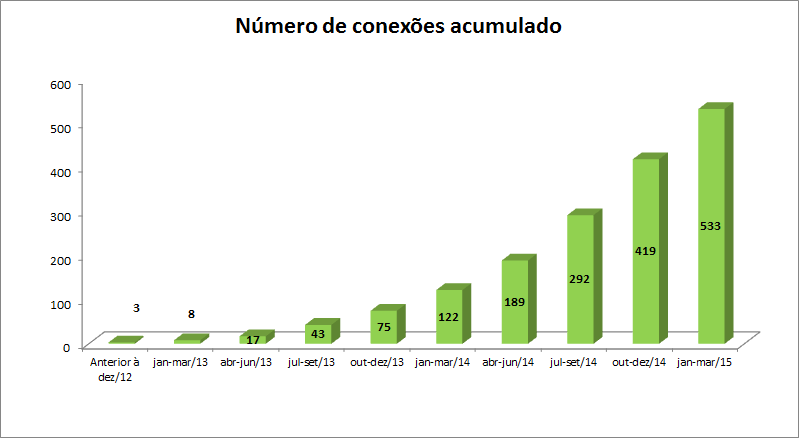 Número de conexões acumulado
600
500
400
300
200
100
0
3
8
17
43
75
122
189
292
419
533
Anterior à
dez/12
jan-mar/13
abr-jun/13
jul-set/13
out-dez/13
jan-mar/14
abr-jun/14
jul-set/14
out-dez/14
jan-mar/15